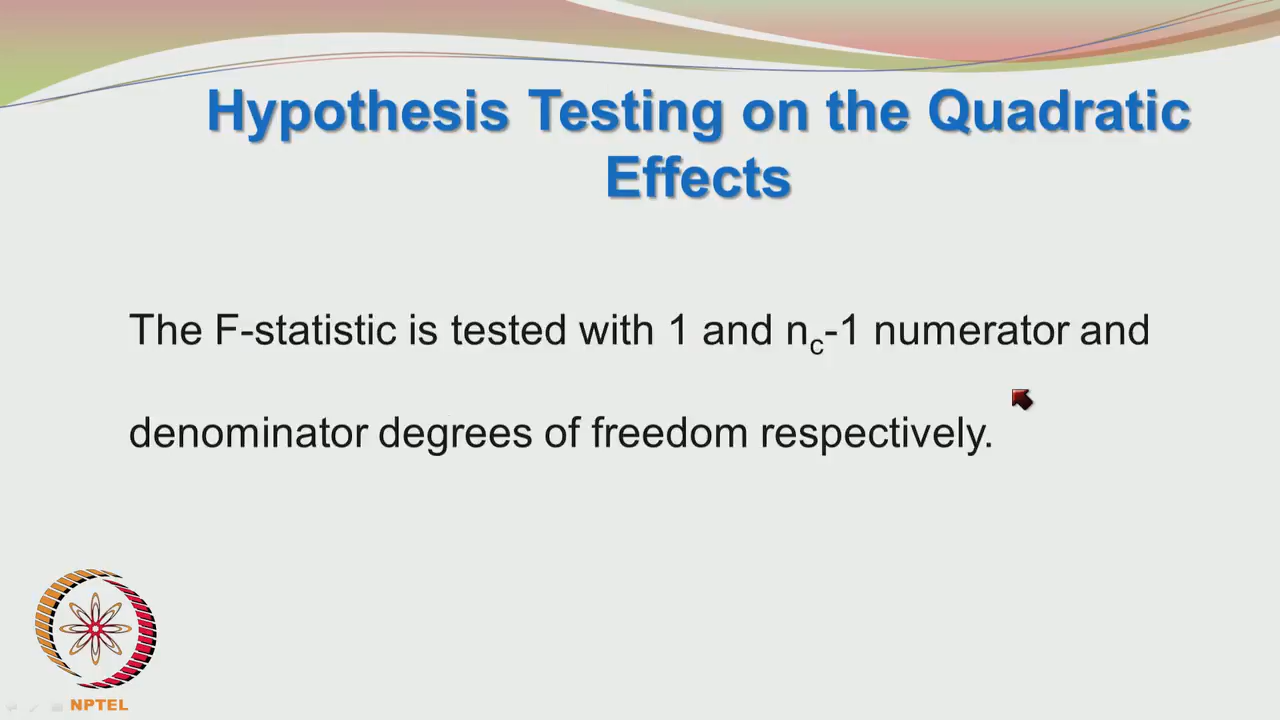 Hypothesis Testing on the Quadratic
Effects
The F-statistic is tested with 1 and nc-1 numerator and
denominator degrees of freedom respectively.
NPTEL